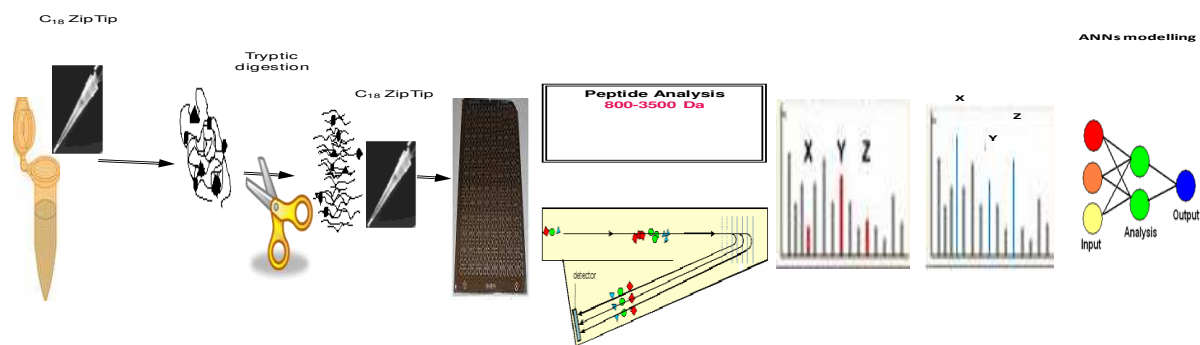 C18 ZipTip
Tryptic
digestion
C18 ZipTip
Peptide Analysis
800-3500 Da
detector
X Y Z
X
Y
Z
ANNs modelling
Input
Analysis
Output